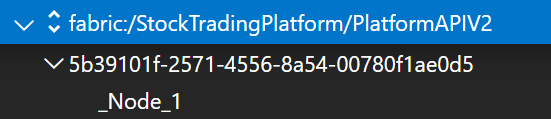 fabric:/StockTradingPlatform/PlatformAPIV2
5b39101f-2571-4556-8a54-00780f1ae0d5
_Node_1